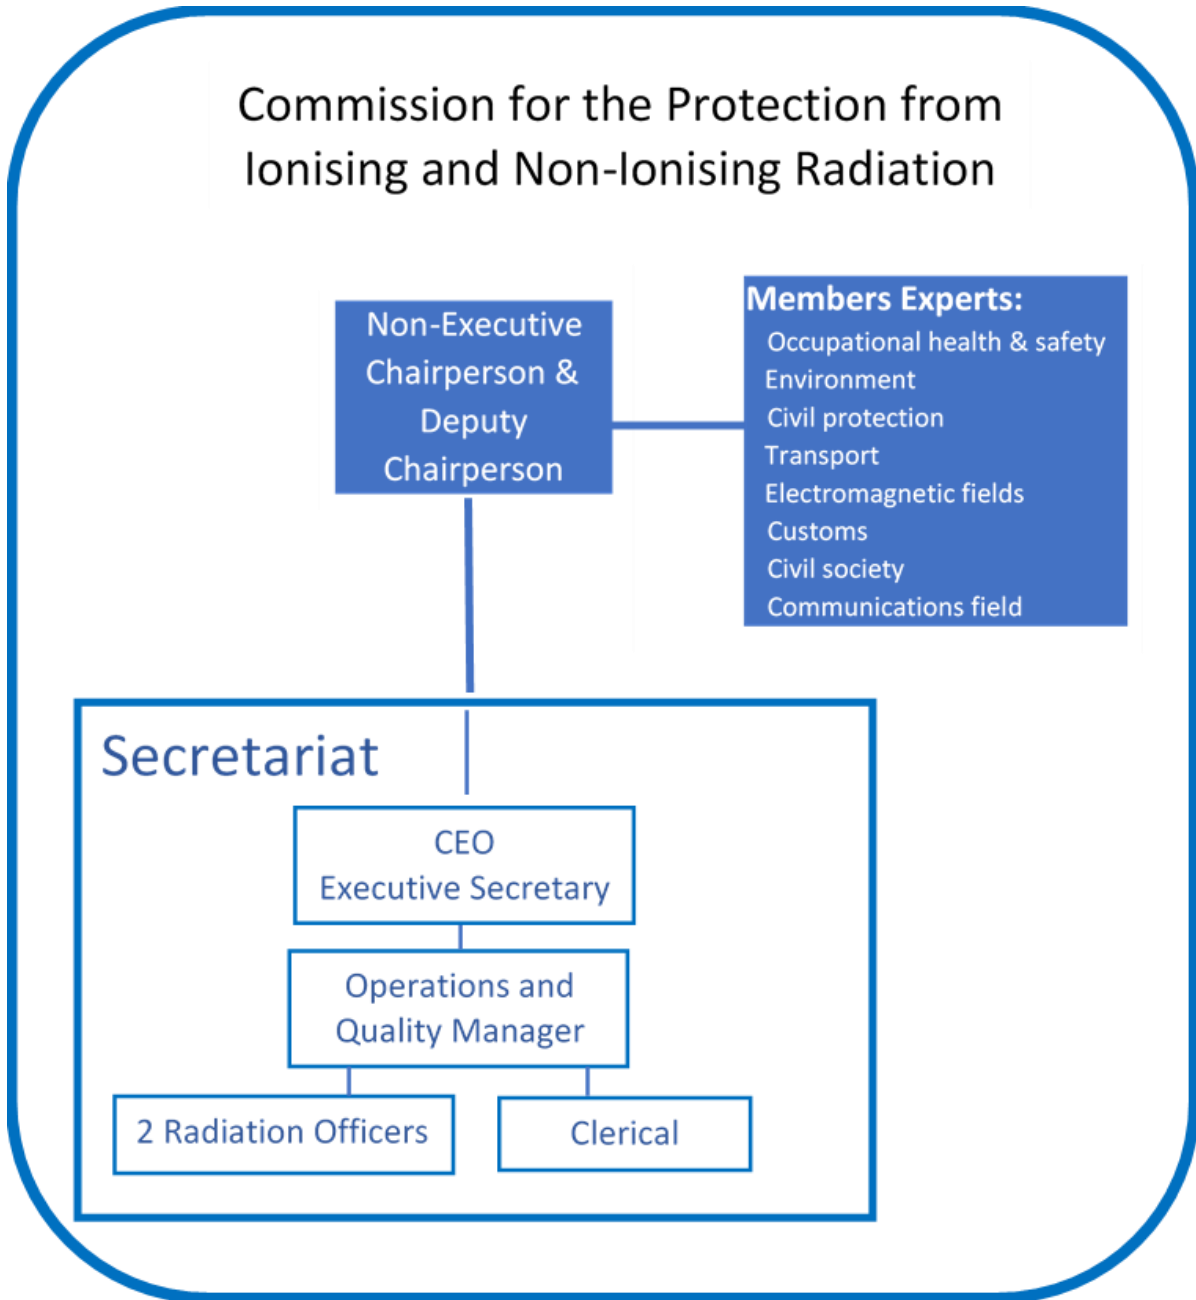 Commission for the Protection from
Ionising and Non-Ionising Radiation
Non-Executive
Chairperson &
Deputy
Chairperson
Members Experts:
Occupational health & safety
Environment
Civil protection
Transport
Electromagnetic fields
Customs
Civil society
Communications field
Secretariat
CEO
Executive Secretary
Operations and
Quality Manager
2 Radiation Officers
Clerical